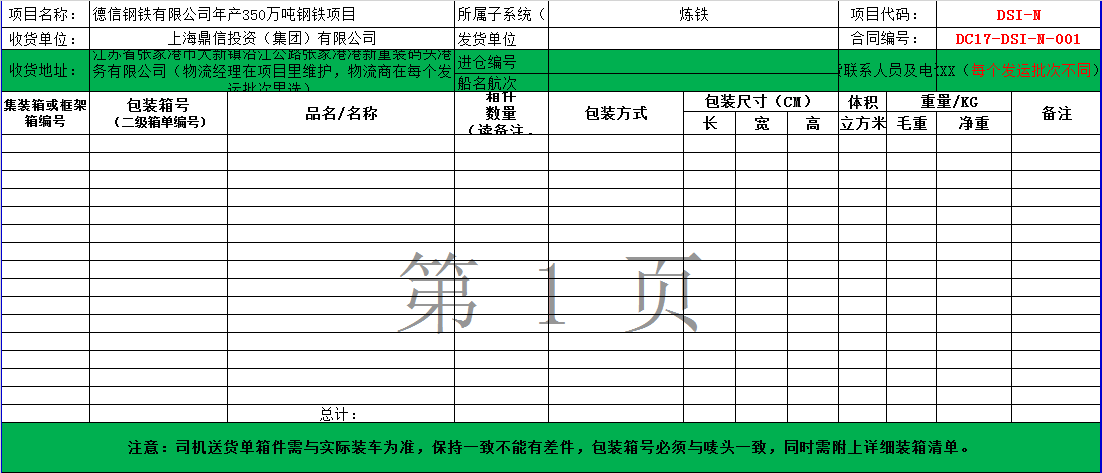 项目名称： 德信钢铁有限公司年产350万吨钢铁项目 所属子系统（ 炼铁 项目代码： DSI-N
收货单位： 上海鼎信投资（集团）有限公司 发货单位 合同编号： DC17-DSI-N-001
收货地址： 江苏省张家港市大新镇沿江公路张家港港新重装码头港
务有限公司（物流经理在项目里维护，物流商在每个发
运批次里选）
进仓编号
船名航次
联系人员及电 XX（每个发运批次不同）
集装箱或框架
箱编号
包装箱号
（二级箱单编号）
品名/名称
箱件
数量
（读备注，
包装方式
包装尺寸（CM）
长 宽 高
体积
立方米
重量/KG
毛重 净重
备注
第 1 页
总计：
注意：司机送货单箱件需与实际装车为准，保持一致不能有差件，包装箱号必须与唛头一致，同时需附上详细装箱清单。